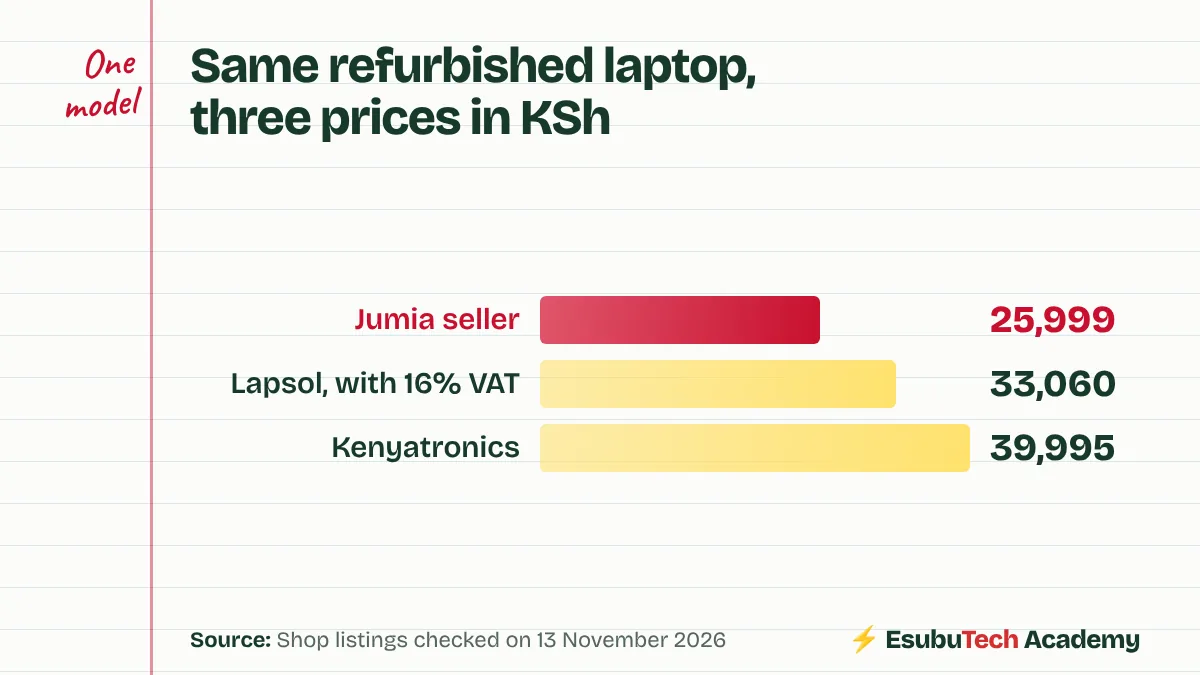 One
model
Same refurbished laptop,
three prices in KSh
Jumia seller 25,999
Lapsol, with 16% VAT 33,060
Kenyatronics 39,995
Source: Shop listings checked on 13 November 2026
⚡ EsubuTech Academy